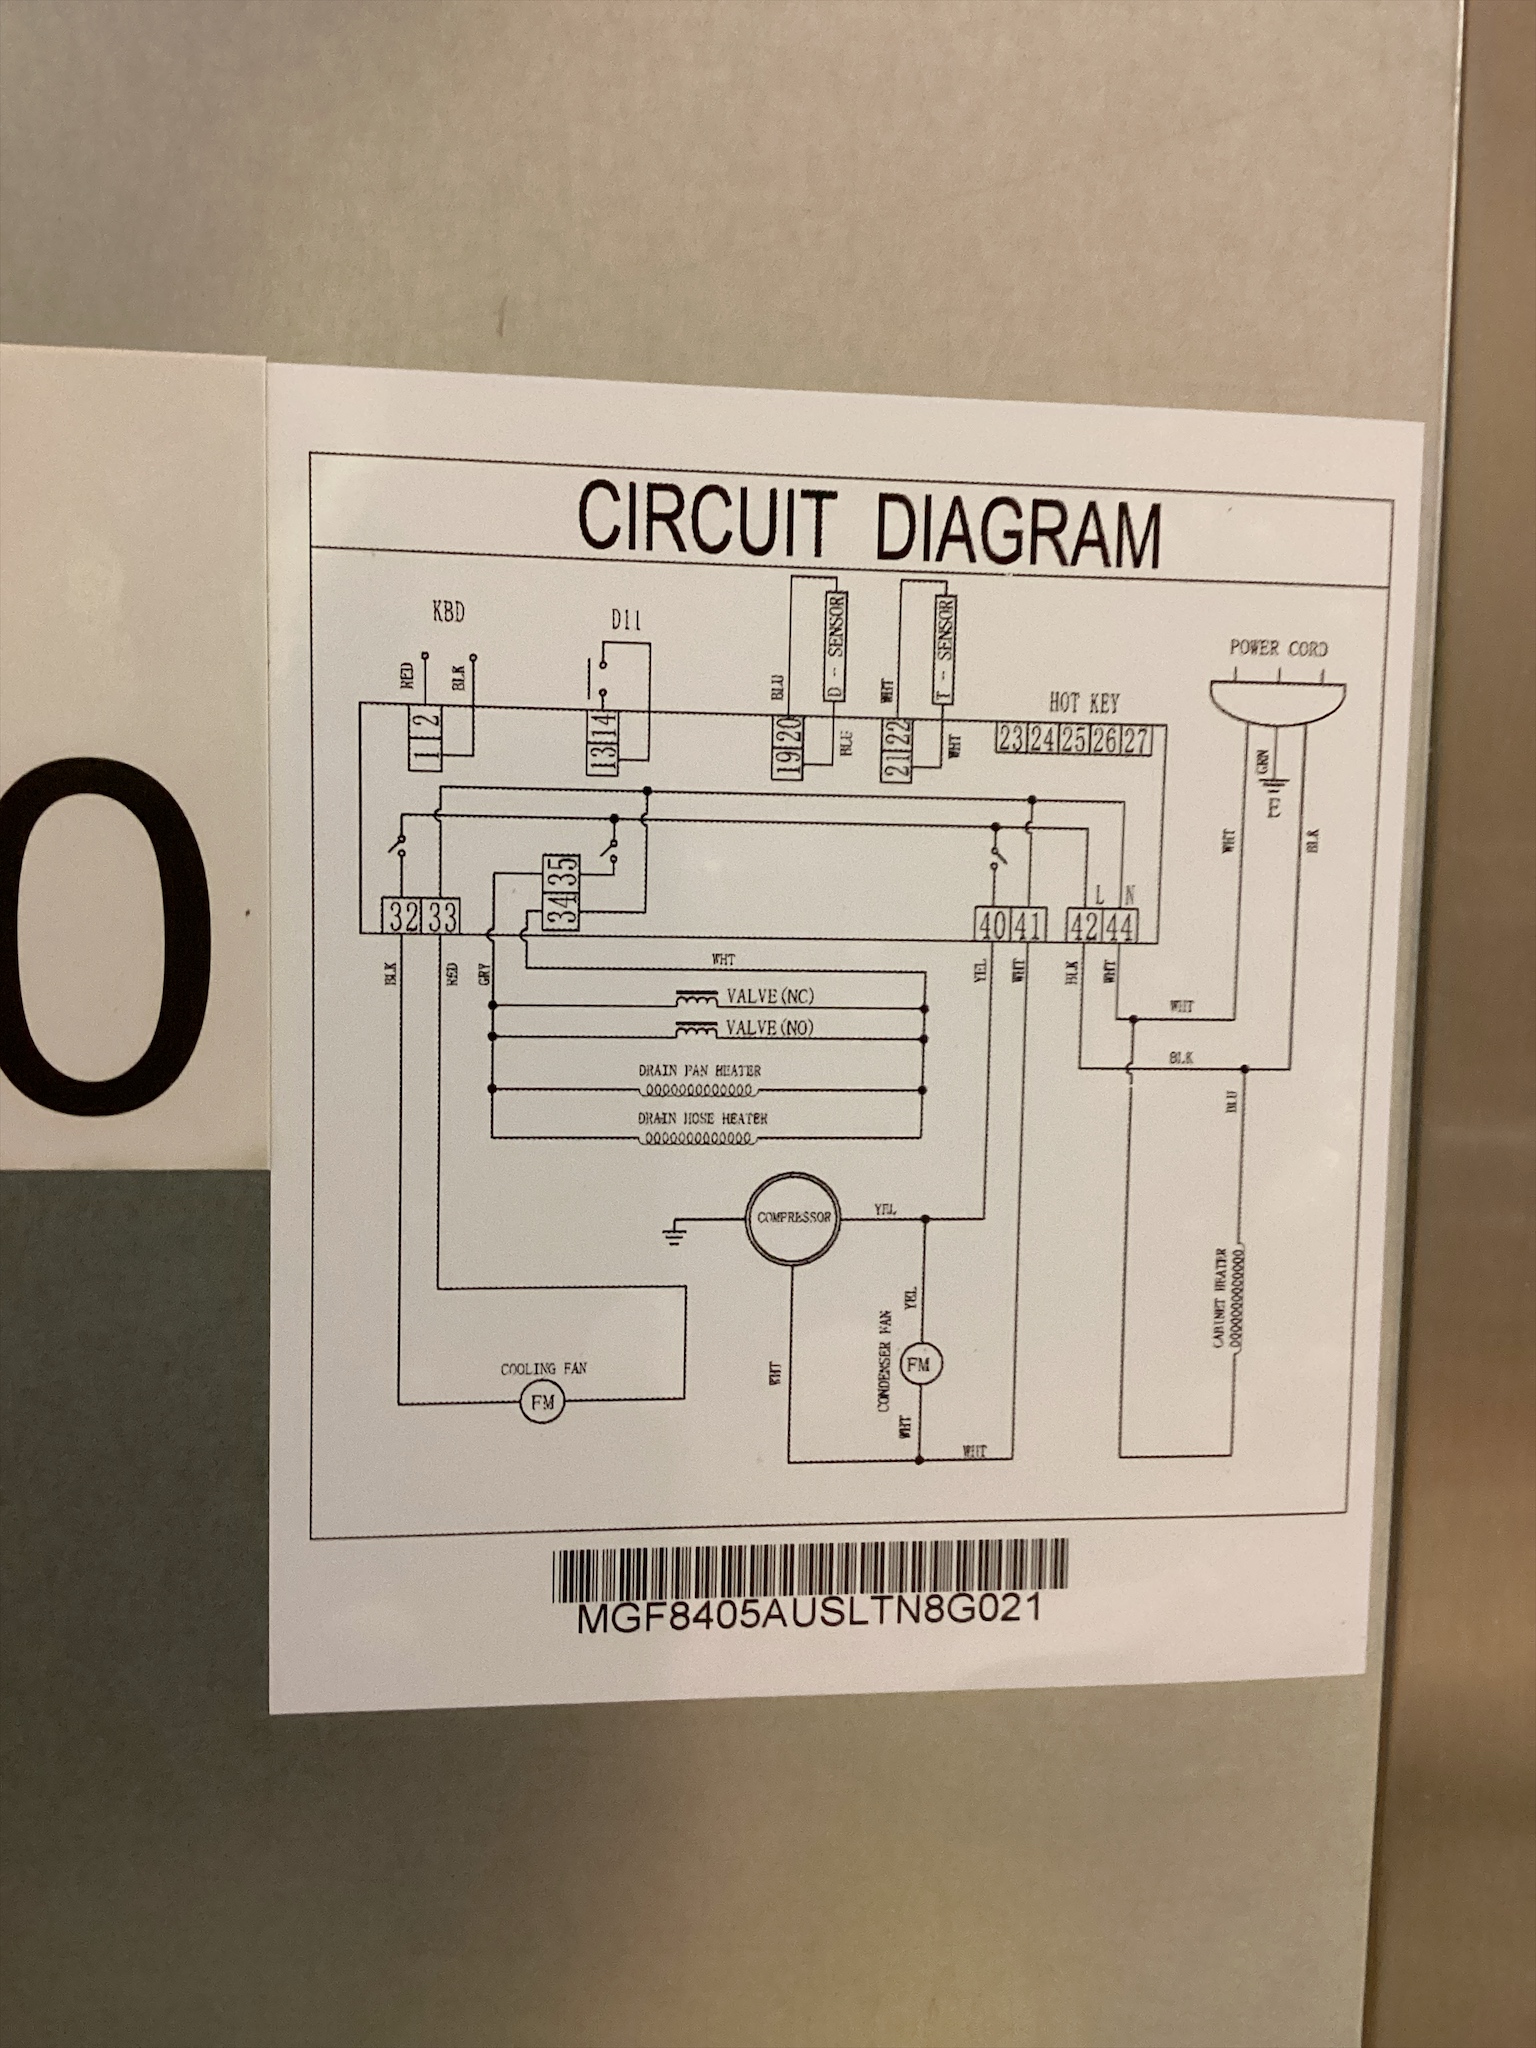 0
CIRCUIT DIAGRAM
KBD
D11
RED
BLK
BLU
D - SENSOR
WHT
T - SENSOR
HOT KEY
POWER CORD
1 2
13 14
19 20
BLU
21 22
WHT
23 24 25 26 27
GRN
E
WHT
BLK
34 35
L N
32 33
40 41
42 44
BLK
RED
GRY
WHT
YEL
WHT
BLK
WHT
VALVE(NC)
WHT
VALVE(NO)
BLK
DRAIN PAN HEATER
BLU
DRAIN HOSE HEATER
COMPRESSOR
YEL
CABINET HEATER
YEL
CONDENSER FAN
FM
WHT
COOLING FAN
FM
WHT
WHT
MGF8405AUSLTN8G021